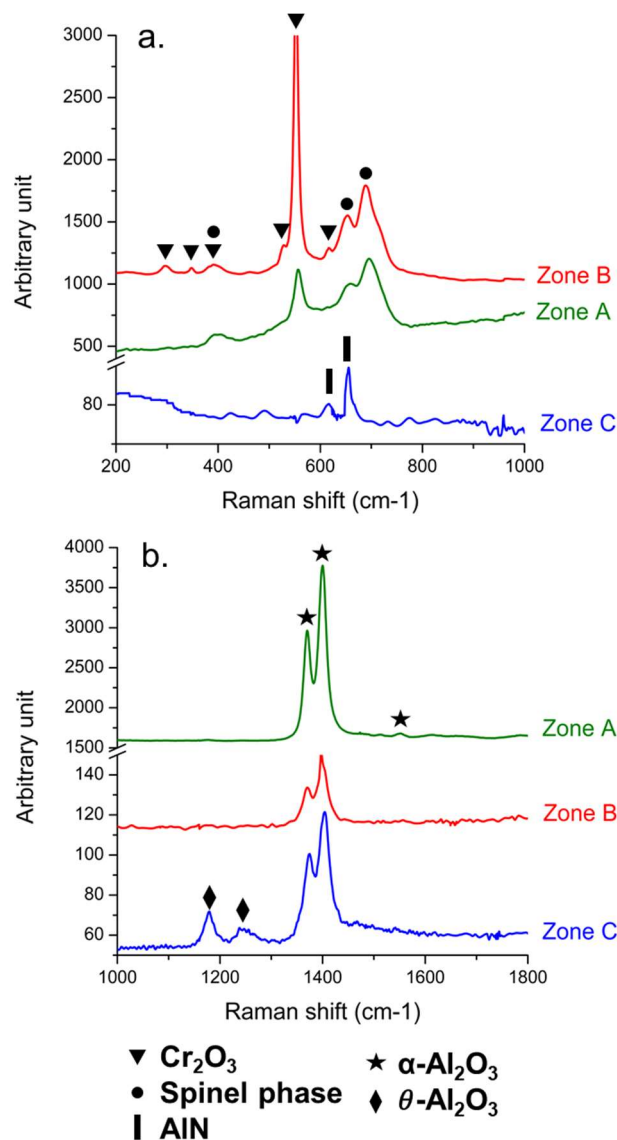 a.
3000
2500
2000
1500
1000
500
80
Arbitrary unit
Zone B
Zone A
Zone C
200 400 600 800 1000
Raman shift (cm-1)
b.
4000
3500
3000
2500
2000
1500
140
120
100
80
60
Arbitrary unit
Zone A
Zone B
Zone C
1000 1200 1400 1600 1800
Raman shift (cm-1)
Cr₂O₃
α-Al₂O₃
Spinel phase
θ-Al₂O₃
AlN